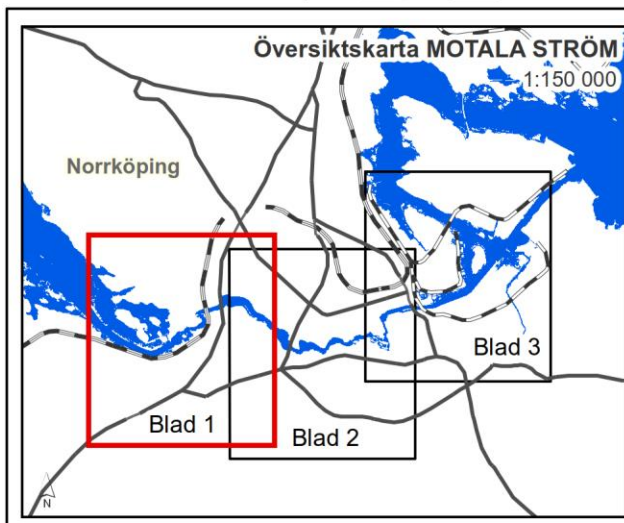 Översiktskarta MOTALA STRÖM
1:150 000
Norrköping
Blad 3
Blad 1
Blad 2
N